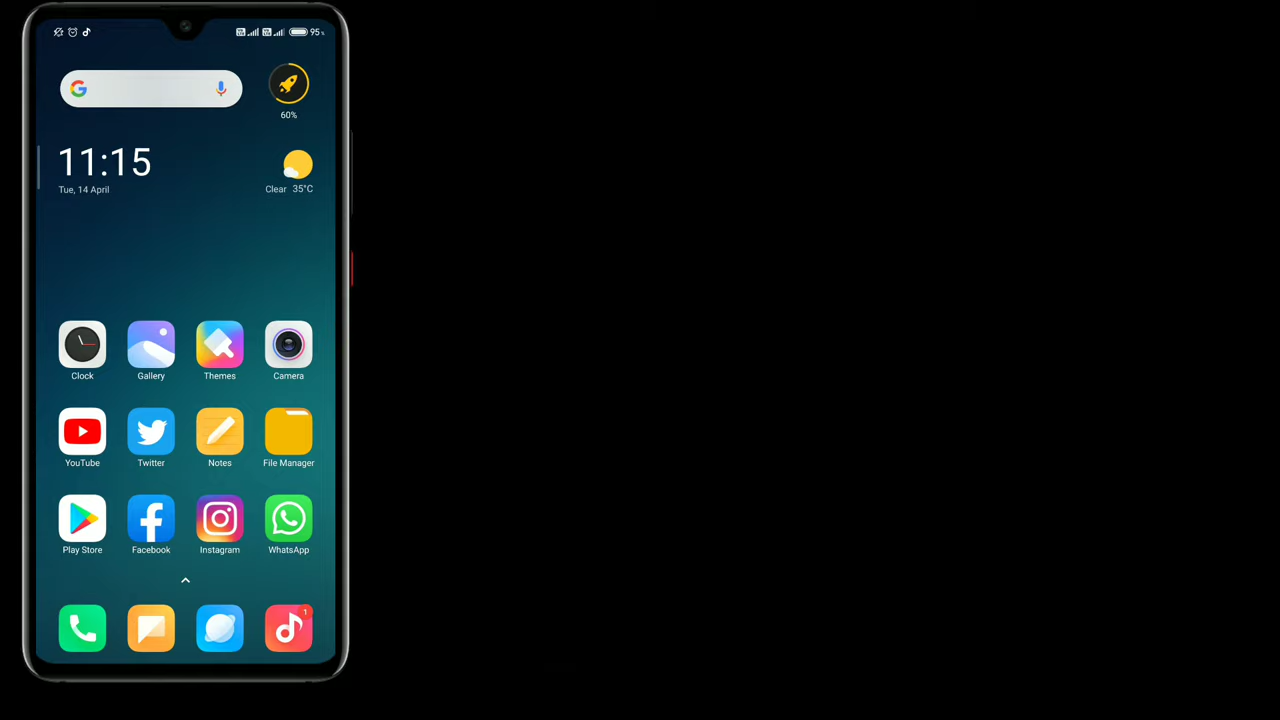 95%
60%
11:15
Tue, 14 April
Clear 35°C
Clock Gallery Themes Camera
YouTube Twitter Notes File Manager
Play Store Facebook Instagram WhatsApp
1